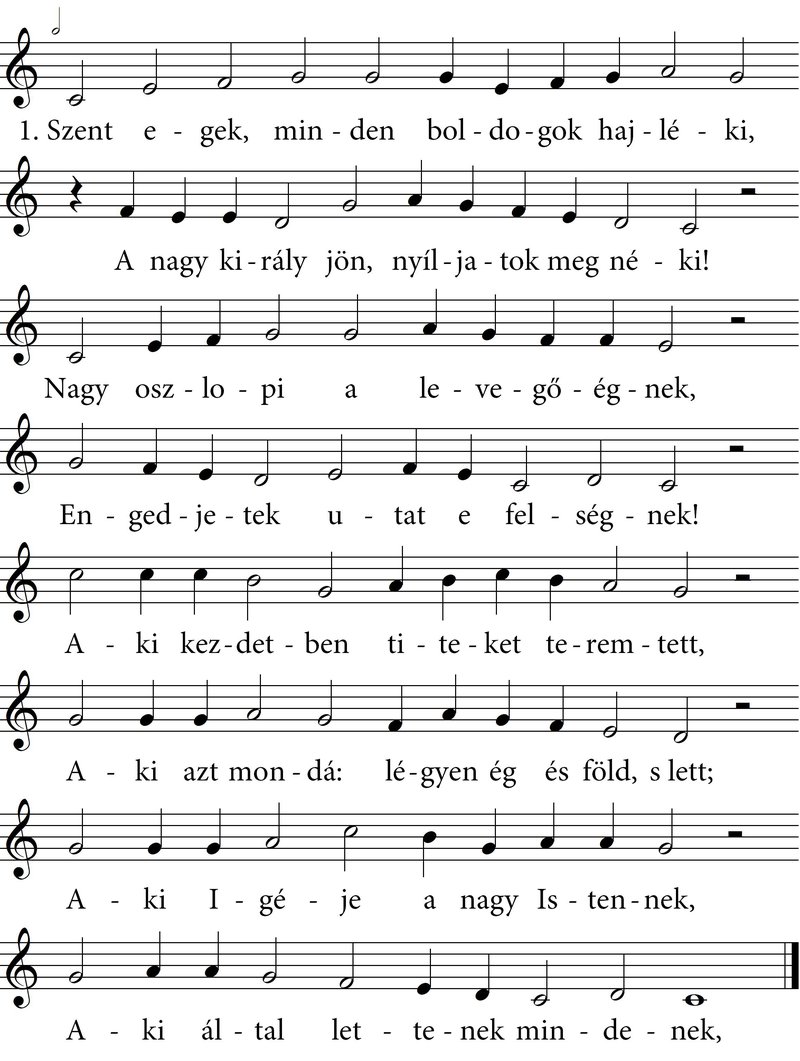 1. Szent e - gek, min - den bol - do - gok haj - lé - ki,
A nagy ki - rály jön, nyíl - ja - tok meg né - ki!
Nagy osz - lo - pi a le - ve - gő - ég - nek,
En - ged - je - tek u - tat e fel - ség - nek!
A - ki kez - det - ben ti - te - ket te - rem - tett,
A - ki azt mon - dá: lé - gyen ég és föld, s lett;
A - ki I - gé - je a nagy Is - ten - nek,
A - ki ál - tal let - te - nek min - de - nek,